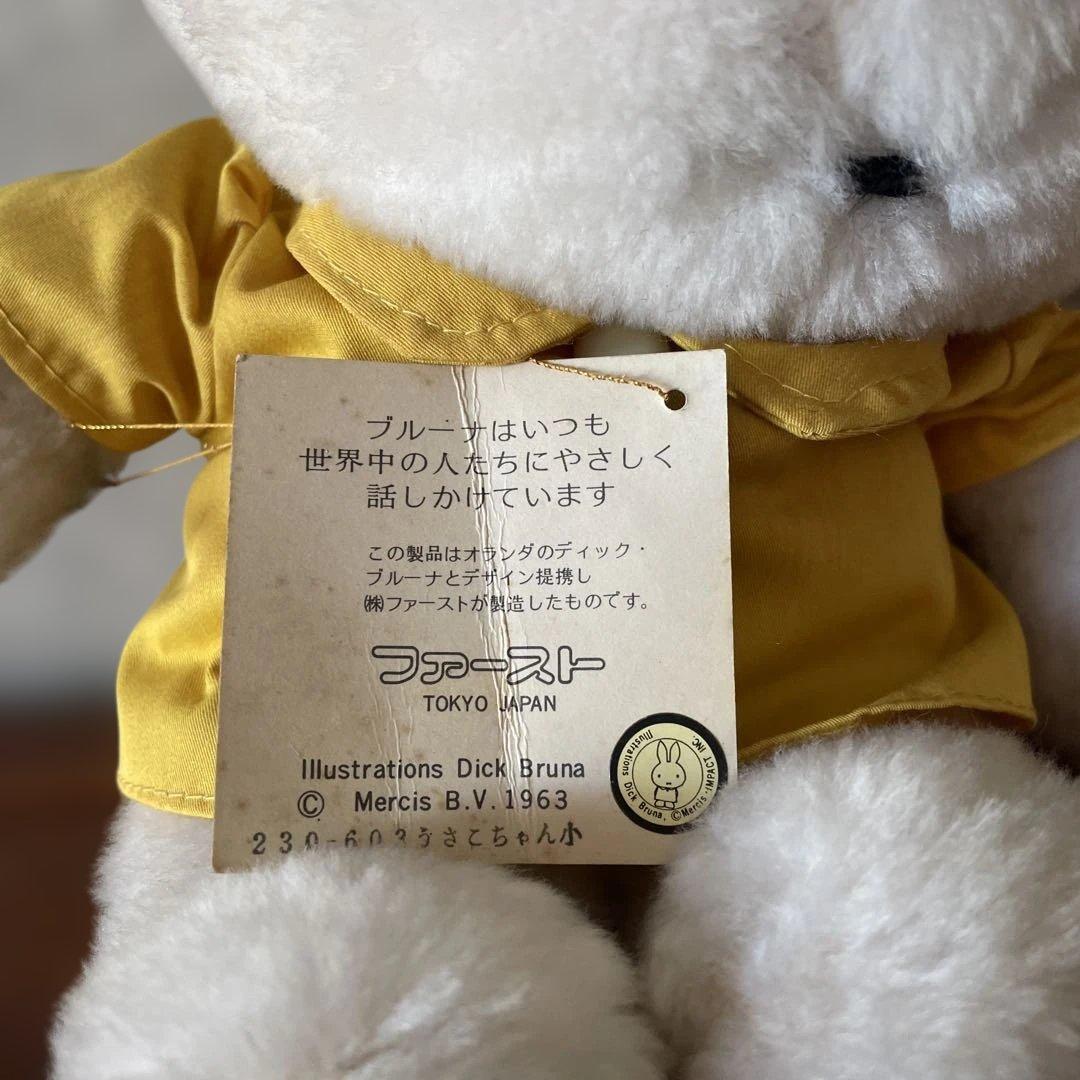 ブルーナはいつも
世界中の人たちにやさしく
話しかけています
この製品はオランダのディック・
ブルーナとデザイン提携し
㈱ファーストが製造したものです。
ファースト
TOKYO JAPAN
Illustrations Dick Bruna
© Mercis B.V. 1963
230-603うさこちゃん小
Illustrations Dick Bruna, ©Mercis・IMPACT INC.